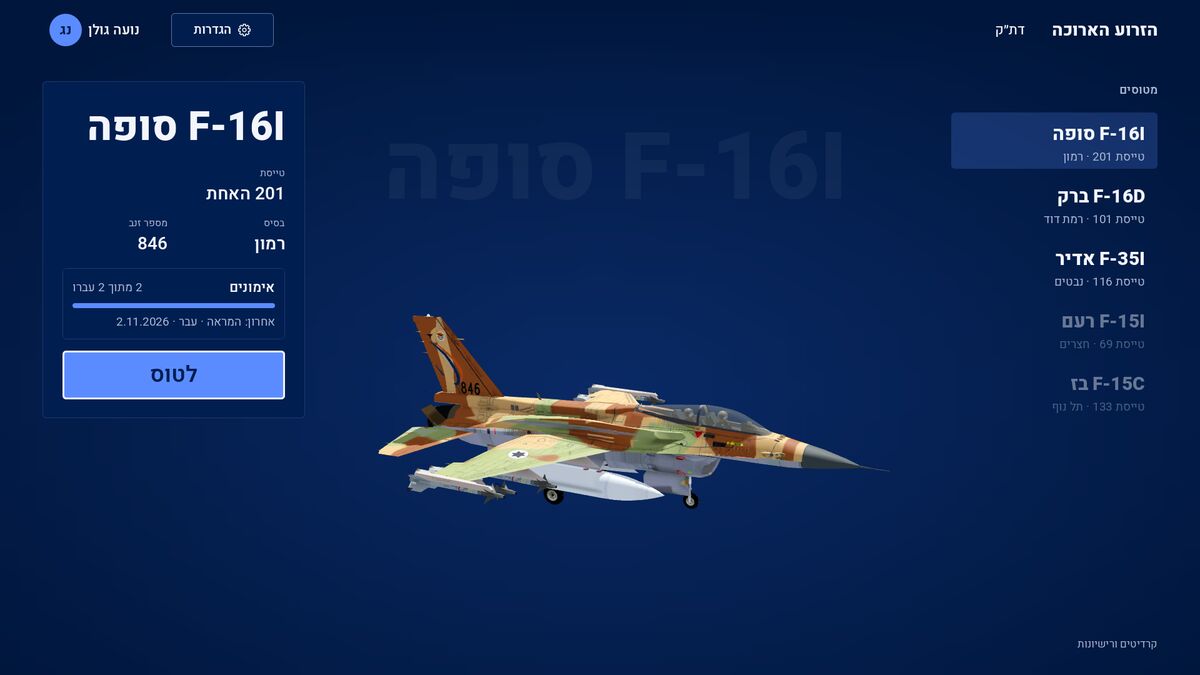 הזרוע הארוכה
דת״ק
הגדרות
נועה גולן
נג
מטוסים
F-16I סופה
טייסת 201 · רמון
F-16D ברק
טייסת 101 · רמת דוד
F-35I אדיר
טייסת 116 · נבטים
F-15I רעם
טייסת 69 · חצרים
F-15C בז
טייסת 133 · תל נוף
F-16I סופה
846
F-16I סופה
טייסת
201 האחת
בסיס
רמון
מספר זנב
846
אימונים
2 מתוך 2 עברו
אחרון: המראה · עבר · 2.11.2026
לטוס
קרדיטים ורישיונות